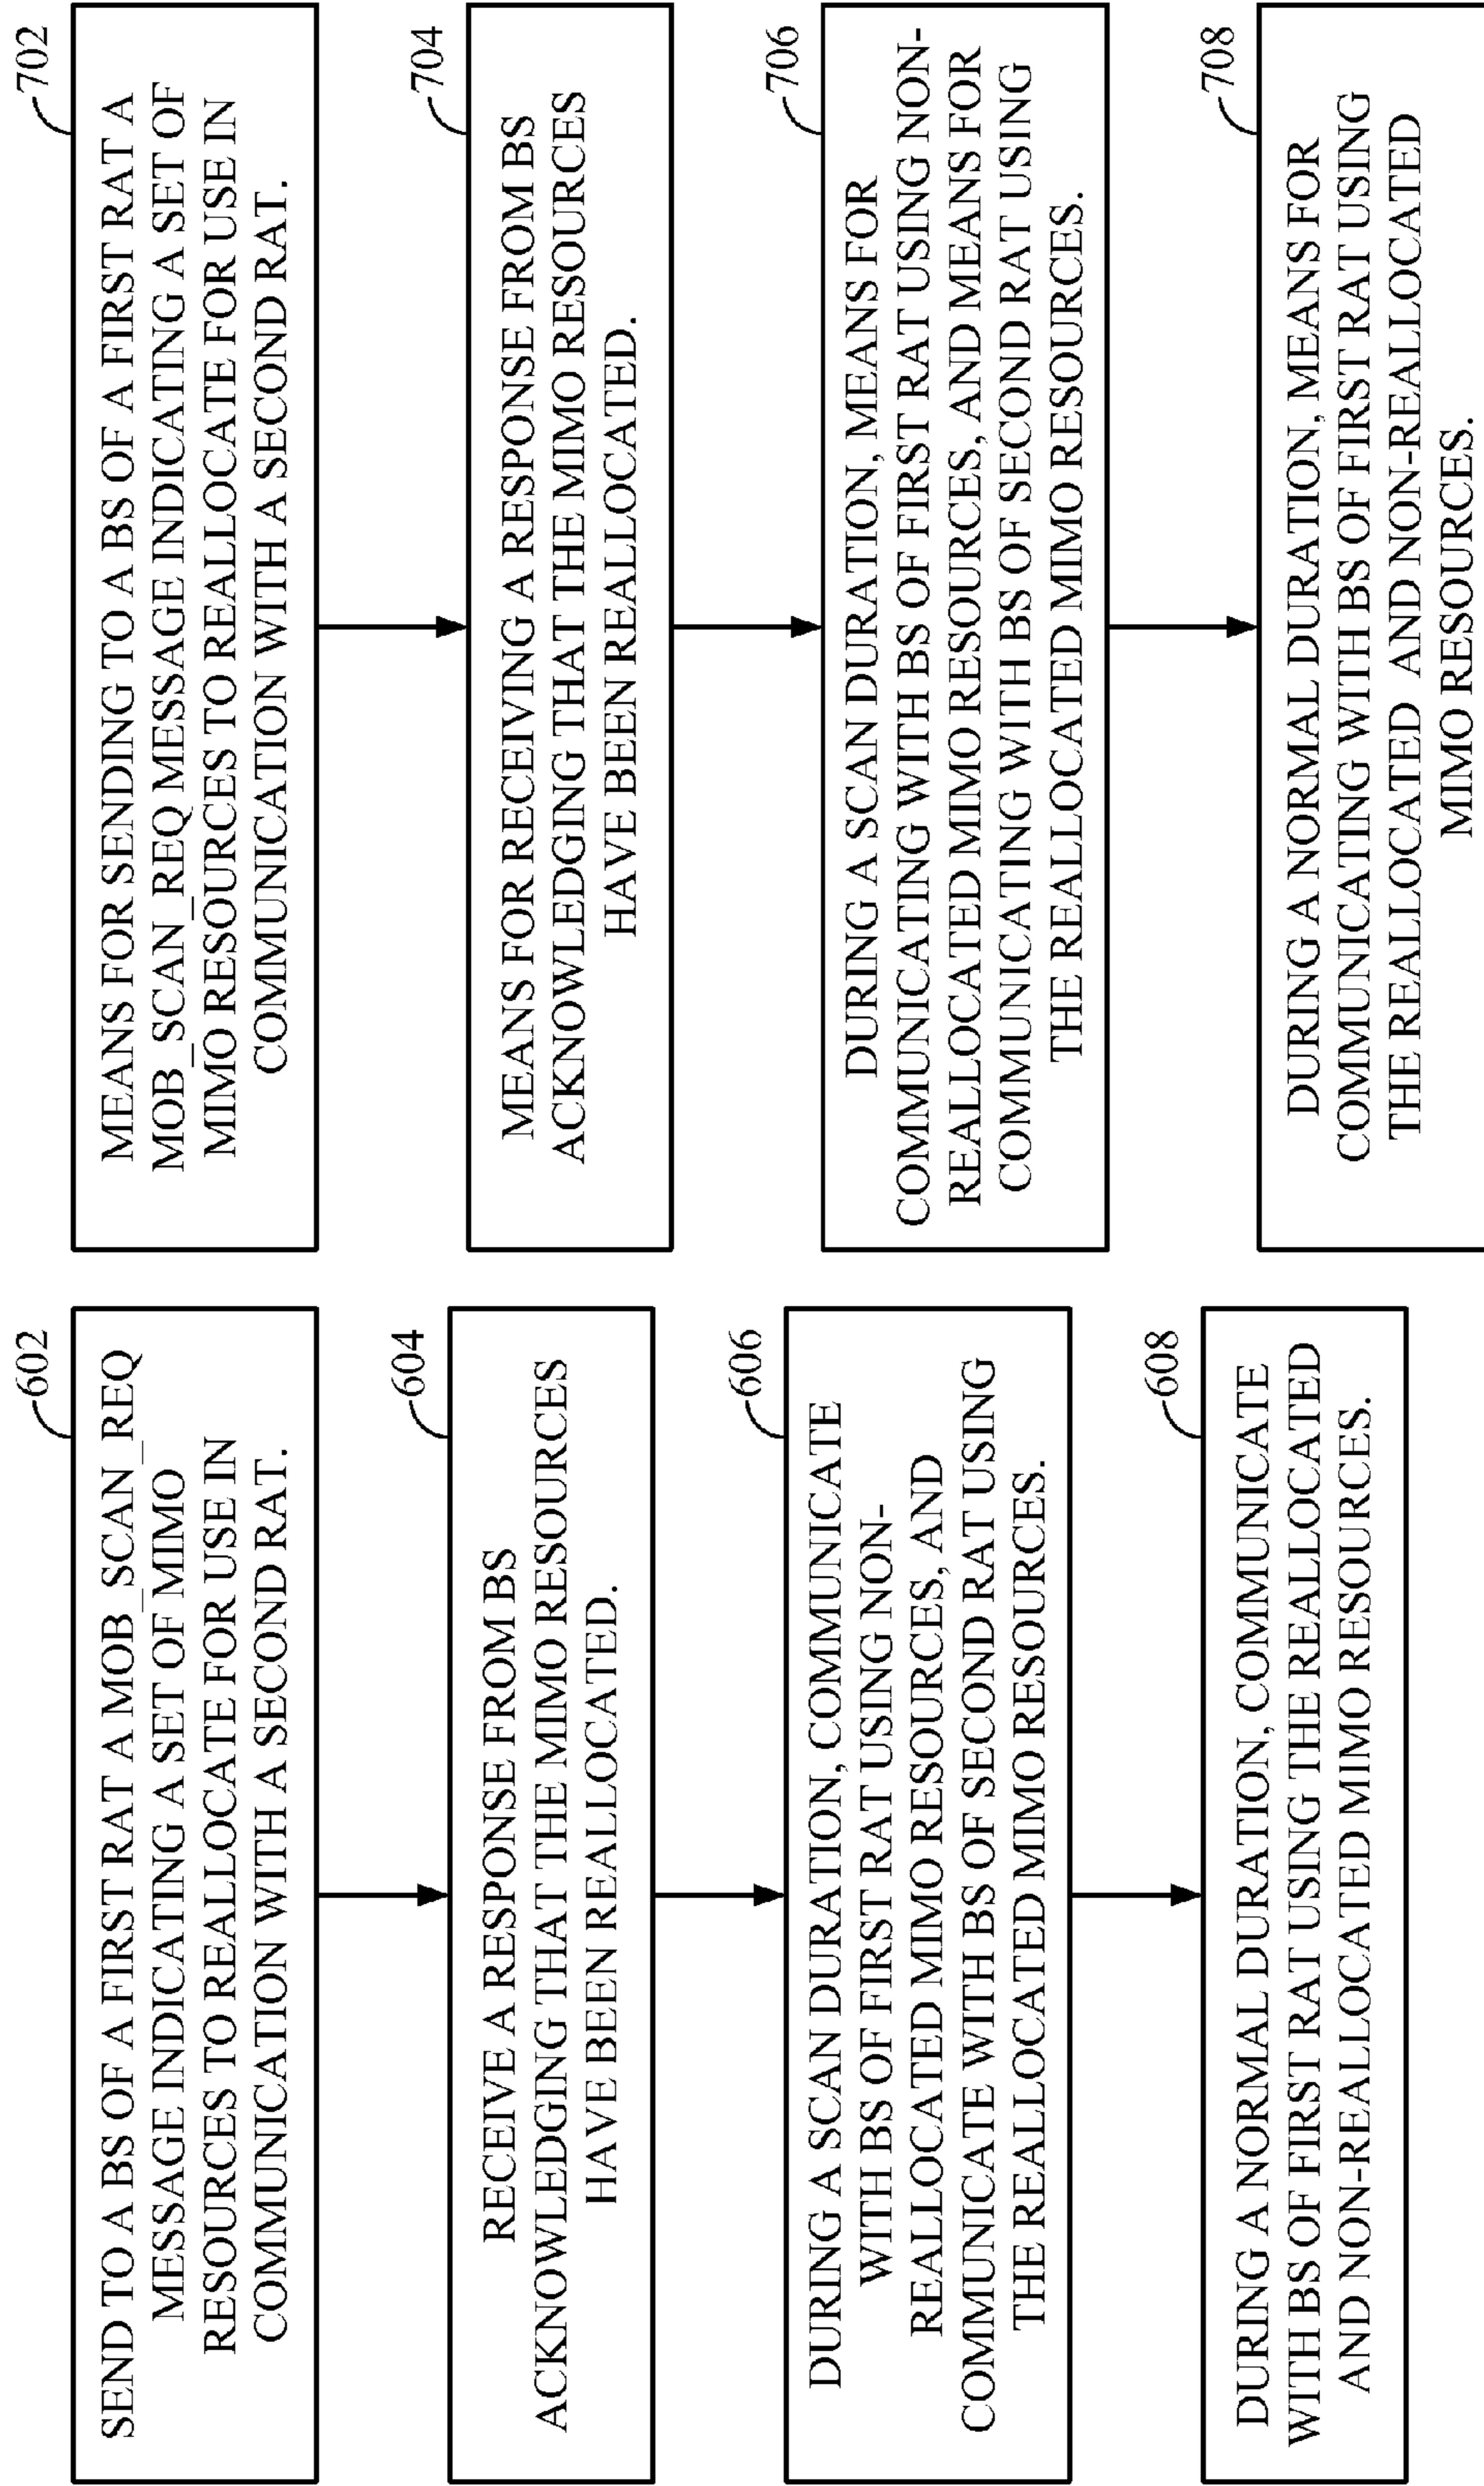 602
SEND TO A BS OF A FIRST RAT A MOB_SCAN_REQ
MESSAGE INDICATING A SET OF MIMO
RESOURCES TO REALLOCATE FOR USE IN
COMMUNICATION WITH A SECOND RAT.
604
RECEIVE A RESPONSE FROM BS
ACKNOWLEDGING THAT THE MIMO RESOURCES
HAVE BEEN REALLOCATED.
606
DURING A SCAN DURATION, COMMUNICATE
WITH BS OF FIRST RAT USING NON-
REALLOCATED MIMO RESOURCES, AND
COMMUNICATE WITH BS OF SECOND RAT USING
THE REALLOCATED MIMO RESOURCES.
608
DURING A NORMAL DURATION, COMMUNICATE
WITH BS OF FIRST RAT USING THE REALLOCATED
AND NON-REALLOCATED MIMO RESOURCES.
702
MEANS FOR SENDING TO A BS OF A FIRST RAT A
MOB_SCAN_REQ MESSAGE INDICATING A SET OF
MIMO RESOURCES TO REALLOCATE FOR USE IN
COMMUNICATION WITH A SECOND RAT.
704
MEANS FOR RECEIVING A RESPONSE FROM BS
ACKNOWLEDGING THAT THE MIMO RESOURCES
HAVE BEEN REALLOCATED.
706
DURING A SCAN DURATION, MEANS FOR
COMMUNICATING WITH BS OF FIRST RAT USING NON-
REALLOCATED MIMO RESOURCES, AND MEANS FOR
COMMUNICATING WITH BS OF SECOND RAT USING
THE REALLOCATED MIMO RESOURCES.
708
DURING A NORMAL DURATION, MEANS FOR
COMMUNICATING WITH BS OF FIRST RAT USING
THE REALLOCATED AND NON-REALLOCATED
MIMO RESOURCES.